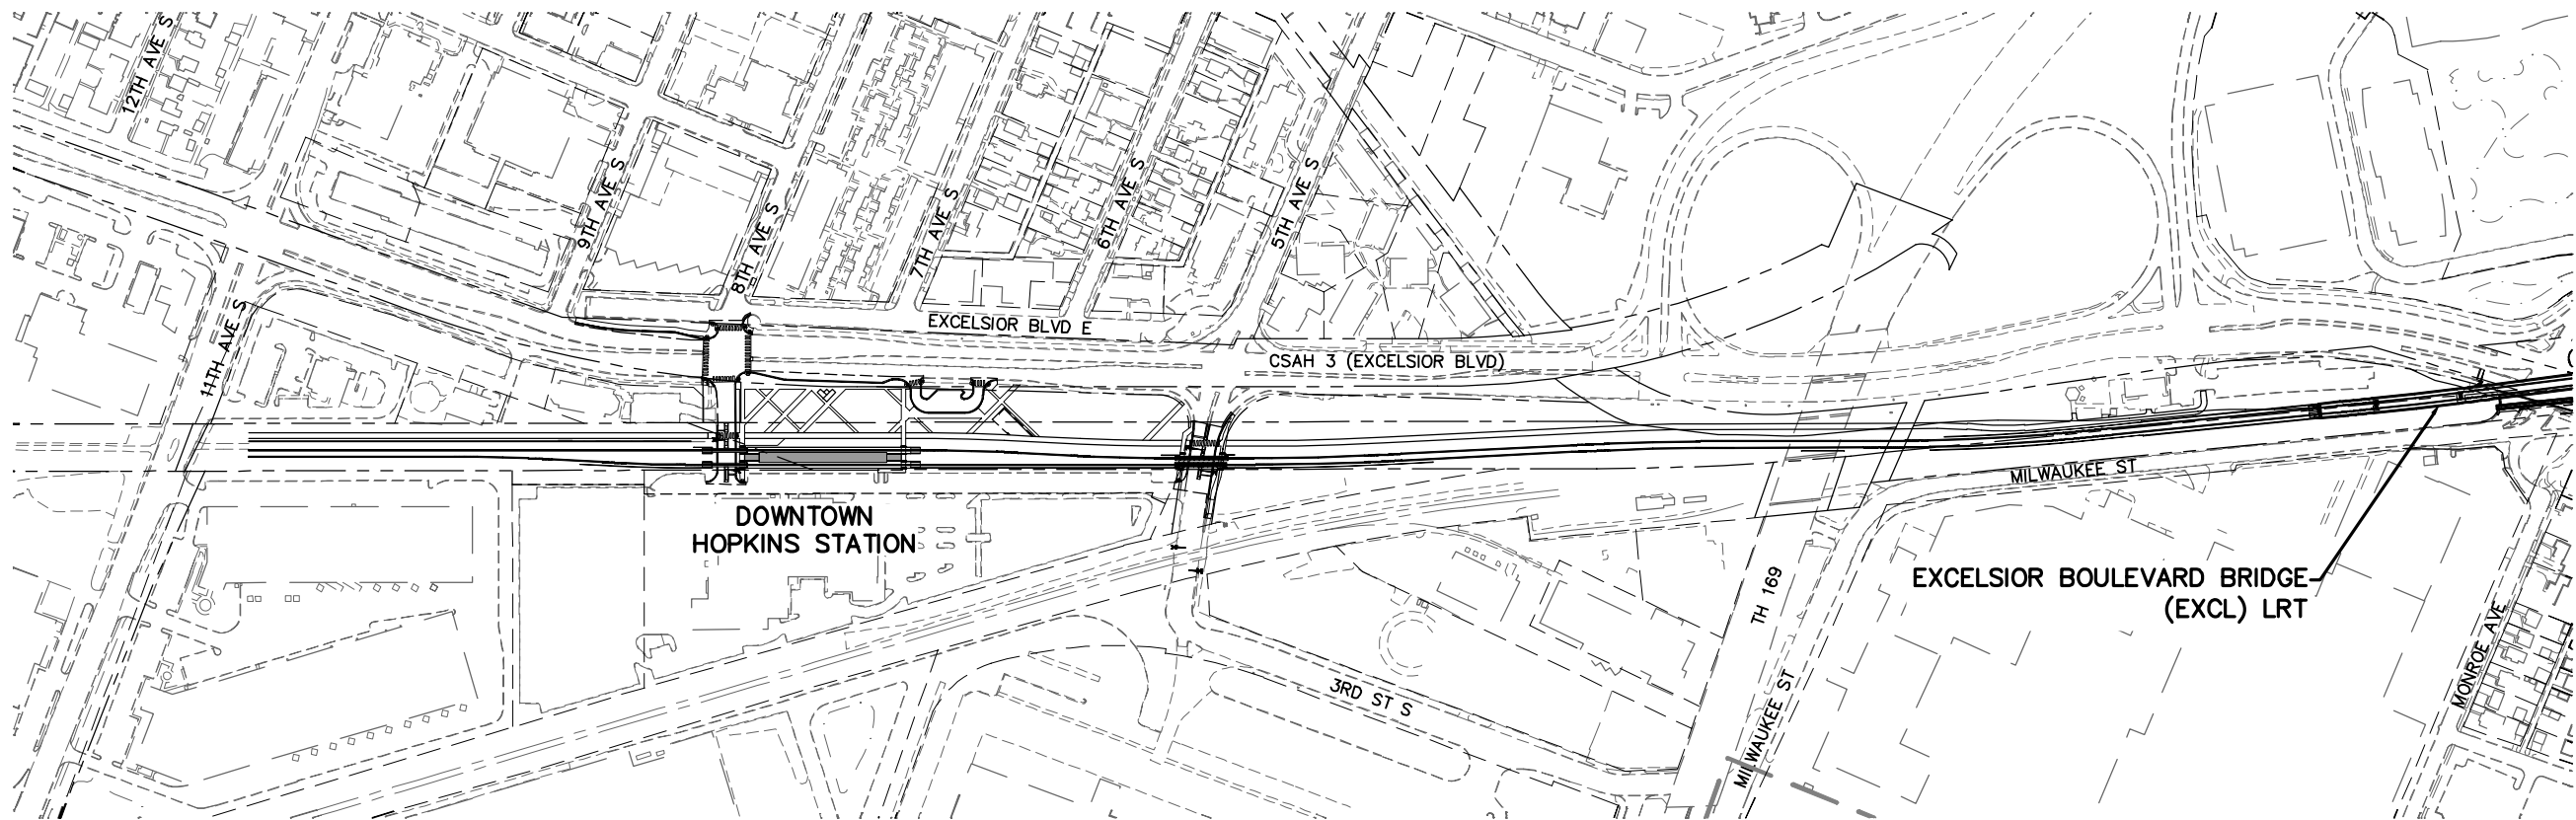 12TH AVE S
9TH AVE S
8TH AVE S
7TH AVE S
6TH AVE S
5TH AVE S
11TH AVE S
EXCELSIOR BLVD E
CSAH 3 (EXCELSIOR BLVD)
MILWAUKEE ST
DOWNTOWN
HOPKINS STATION
EXCELSIOR BOULEVARD BRIDGE
(EXCL) LRT
TH 169
3RD ST S
MILWAUKEE ST
MONROE AVE